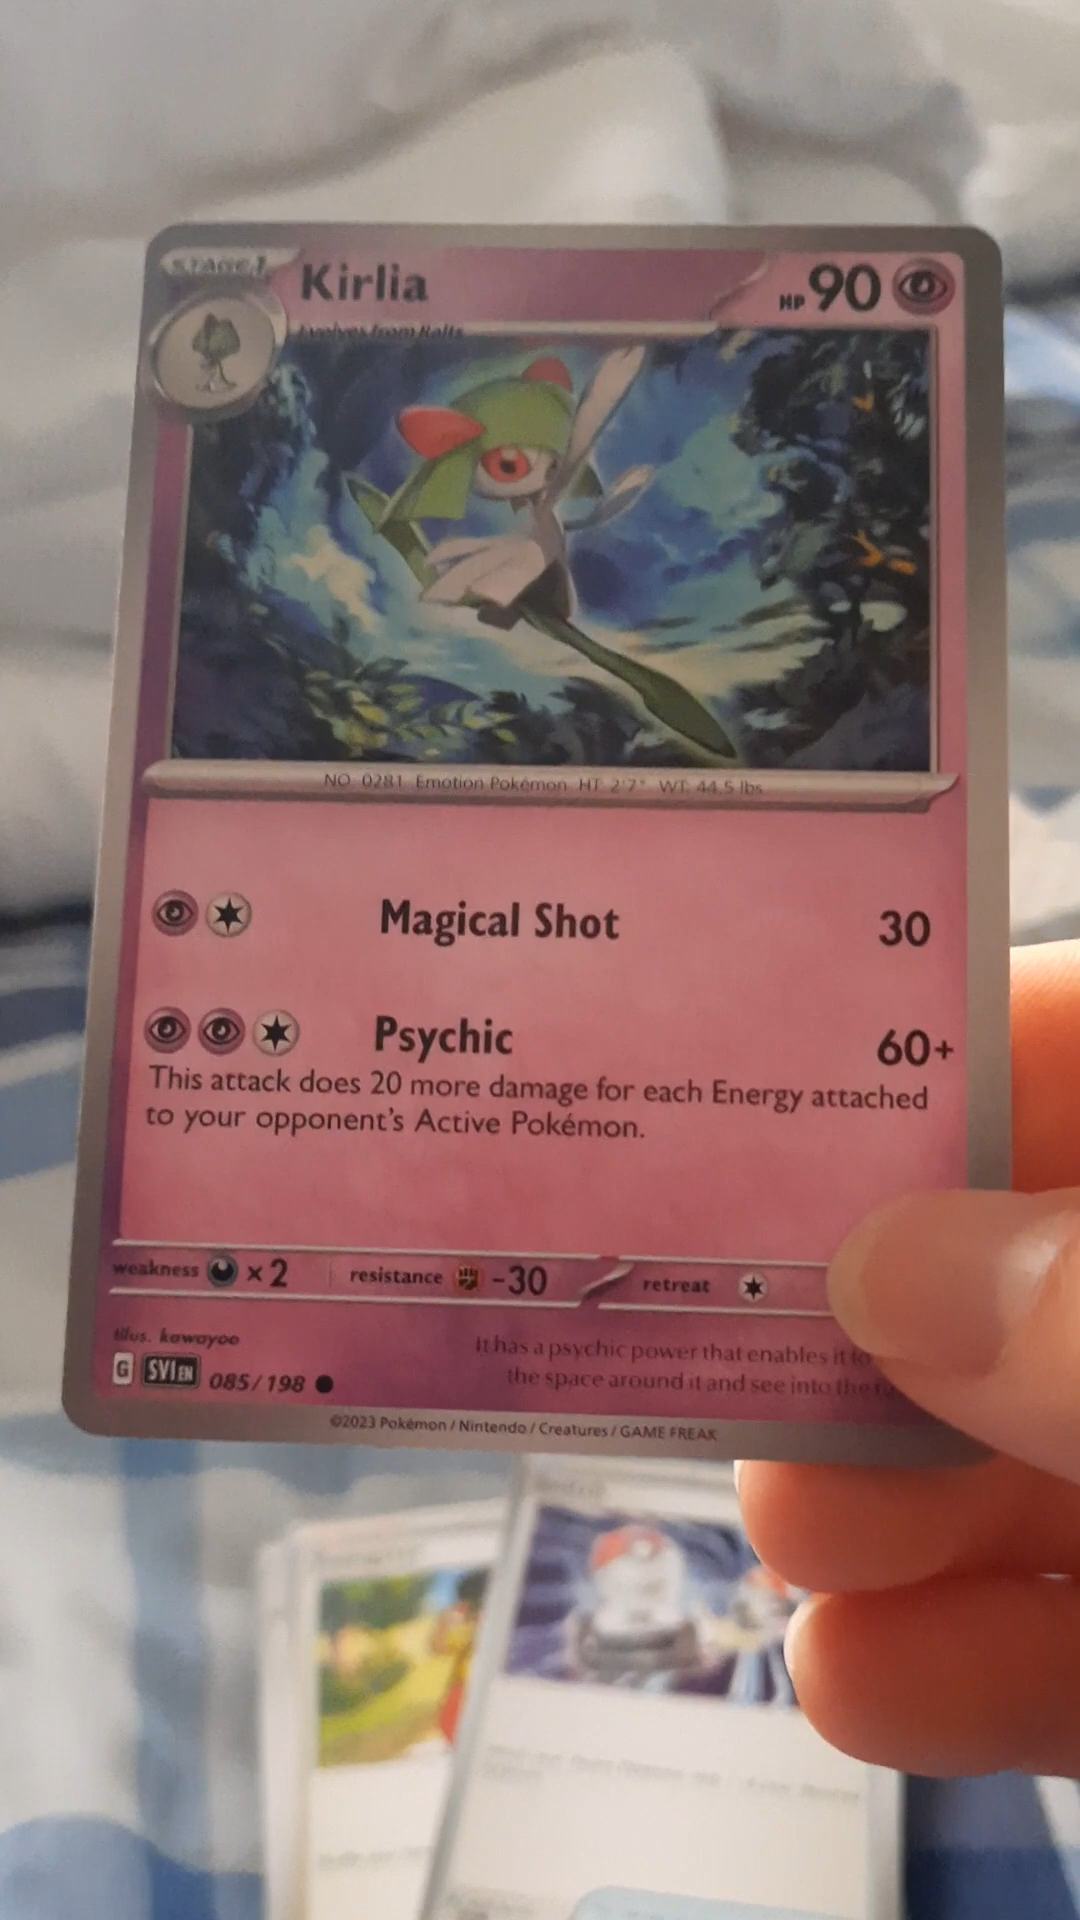 STAGE 1
Kirlia
HP 90
Evolves from Ralts
NO 0281 Emotion Pokémon HT: 2'7" WT: 44.5 lbs
Magical Shot 30
Psychic 60+
This attack does 20 more damage for each Energy attached
to your opponent's Active Pokémon.
weakness ×2 resistance -30 retreat
Illus. kawayoo
It has a psychic power that enables it to
the space around it and see into the
G SVI EN 085/198
©2023 Pokémon / Nintendo / Creatures / GAME FREAK